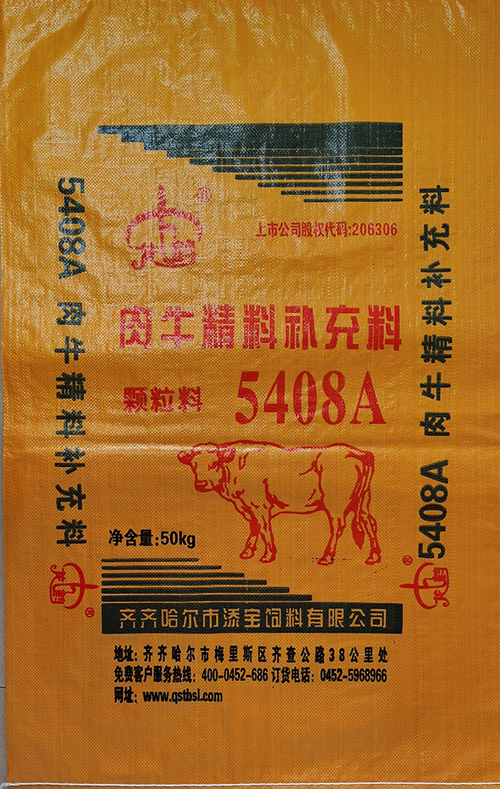 ®
上市公司股权代码:206306
肉牛精料补充料
颗粒料 5408A
5408A 肉牛精料补充料
5408A 肉牛精料补充料
净含量:50kg
®
®
齐齐哈尔市添宝饲料有限公司
地址: 齐齐哈尔市梅里斯区齐查公路38公里处
免费客户服务热线: 400-0452-686 订货电话: 0452-5968966
网址: www.qstbsl.com